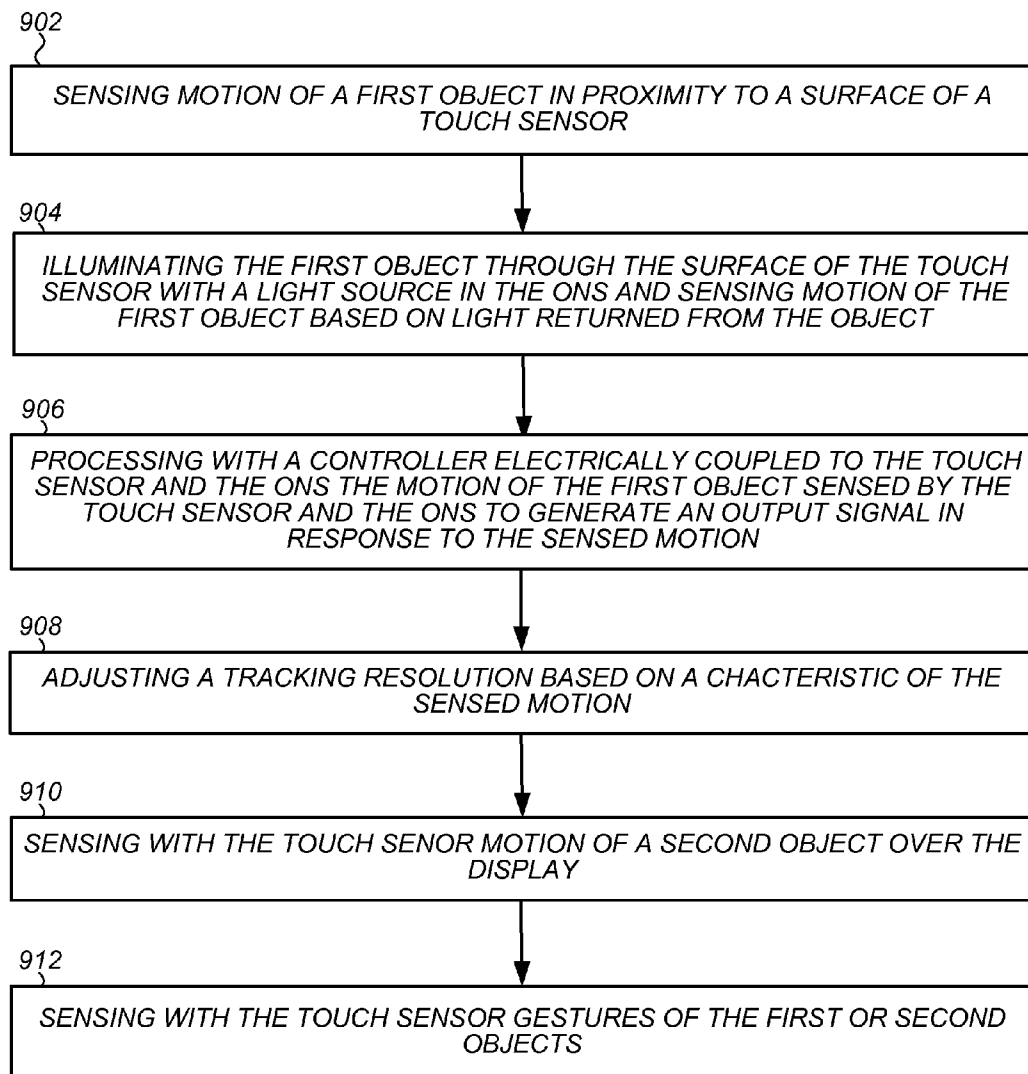 902
SENSING MOTION OF A FIRST OBJECT IN PROXIMITY TO A SURFACE OF A
TOUCH SENSOR
904
ILLUMINATING THE FIRST OBJECT THROUGH THE SURFACE OF THE TOUCH
SENSOR WITH A LIGHT SOURCE IN THE ONS AND SENSING MOTION OF THE
FIRST OBJECT BASED ON LIGHT RETURNED FROM THE OBJECT
906
PROCESSING WITH A CONTROLLER ELECTRICALLY COUPLED TO THE TOUCH
SENSOR AND THE ONS THE MOTION OF THE FIRST OBJECT SENSED BY THE
TOUCH SENSOR AND THE ONS TO GENERATE AN OUTPUT SIGNAL IN
RESPONSE TO THE SENSED MOTION
908
ADJUSTING A TRACKING RESOLUTION BASED ON A CHACTERISTIC OF THE
SENSED MOTION
910
SENSING WITH THE TOUCH SENOR MOTION OF A SECOND OBJECT OVER THE
DISPLAY
912
SENSING WITH THE TOUCH SENSOR GESTURES OF THE FIRST OR SECOND
OBJECTS